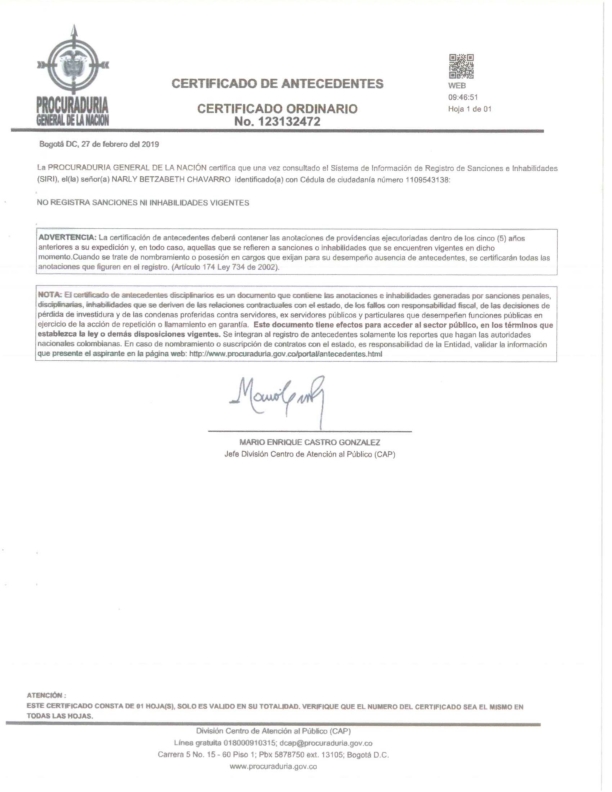 PROCURADURIA
GENERAL DE LA NACIÓN
CERTIFICADO DE ANTECEDENTES
CERTIFICADO ORDINARIO
No. 123132472
WEB
09:46:51
Hoja 1 de 01
Bogotá DC, 27 de febrero del 2019
La PROCURADURIA GENERAL DE LA NACIÓN certifica que una vez consultado el Sistema de Información de Registro de Sanciones e Inhabilidades
(SIRI), el(la) señor(a) NARLY BETZABETH CHAVARRO identificado(a) con Cédula de ciudadanía número 1109543138:
NO REGISTRA SANCIONES NI INHABILIDADES VIGENTES
ADVERTENCIA: La certificación de antecedentes deberá contener las anotaciones de providencias ejecutoriadas dentro de los cinco (5) años
anteriores a su expedición y, en todo caso, aquellas que se refieren a sanciones o inhabilidades que se encuentren vigentes en dicho
momento.Cuando se trate de nombramiento o posesión en cargos que exijan para su desempeño ausencia de antecedentes, se certificarán todas las
anotaciones que figuren en el registro. (Artículo 174 Ley 734 de 2002).
NOTA: El certificado de antecedentes disciplinarios es un documento que contiene las anotaciones e inhabilidades generadas por sanciones penales,
disciplinarias, inhabilidades que se deriven de las relaciones contractuales con el estado, de los fallos con responsabilidad fiscal, de las decisiones de
pérdida de investidura y de las condenas proferidas contra servidores, ex servidores públicos y particulares que desempeñen funciones públicas en
ejercicio de la acción de repetición o llamamiento en garantía. Este documento tiene efectos para acceder al sector público, en los términos que
establezca la ley o demás disposiciones vigentes. Se integran al registro de antecedentes solamente los reportes que hagan las autoridades
nacionales colombianas. En caso de nombramiento o suscripción de contratos con el estado, es responsabilidad de la Entidad, validar la información
que presente el aspirante en la página web: http://www.procuraduria.gov.co/portal/antecedentes.html
MARIO ENRIQUE CASTRO GONZALEZ
Jefe División Centro de Atención al Público (CAP)
ATENCIÓN :
ESTE CERTIFICADO CONSTA DE 01 HOJA(S), SOLO ES VALIDO EN SU TOTALIDAD. VERIFIQUE QUE EL NUMERO DEL CERTIFICADO SEA EL MISMO EN
TODAS LAS HOJAS.
División Centro de Atención al Público (CAP)
Línea gratuita 018000910315; dcap@procuraduria.gov.co
Carrera 5 No. 15 - 60 Piso 1; Pbx 5878750 ext. 13105; Bogotá D.C.
www.procuraduria.gov.co